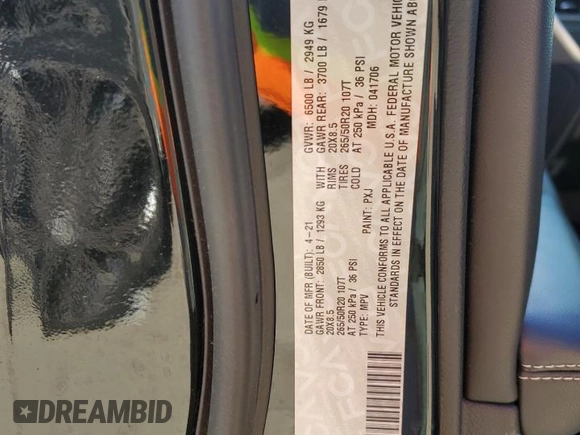 DATE OF MFR (BUILT): 4-21 GVWR: 6500 LB / 2949 KG
GAWR FRONT: 2850 LB / 1293 KG WITH GAWR REAR: 3700 LB / 1679
20X8.5 RIMS 20X8.5
265/50R20 107T TIRES 265/50R20 107T
AT 250 kPa / 36 PSI COLD AT 250 kPa / 36 PSI
TYPE: MPV PAINT: PXJ MDH: 041706
THIS VEHICLE CONFORMS TO ALL APPLICABLE U.S.A. FEDERAL MOTOR VEHIC
STANDARDS IN EFFECT ON THE DATE OF MANUFACTURE SHOWN AB
DREAMBID